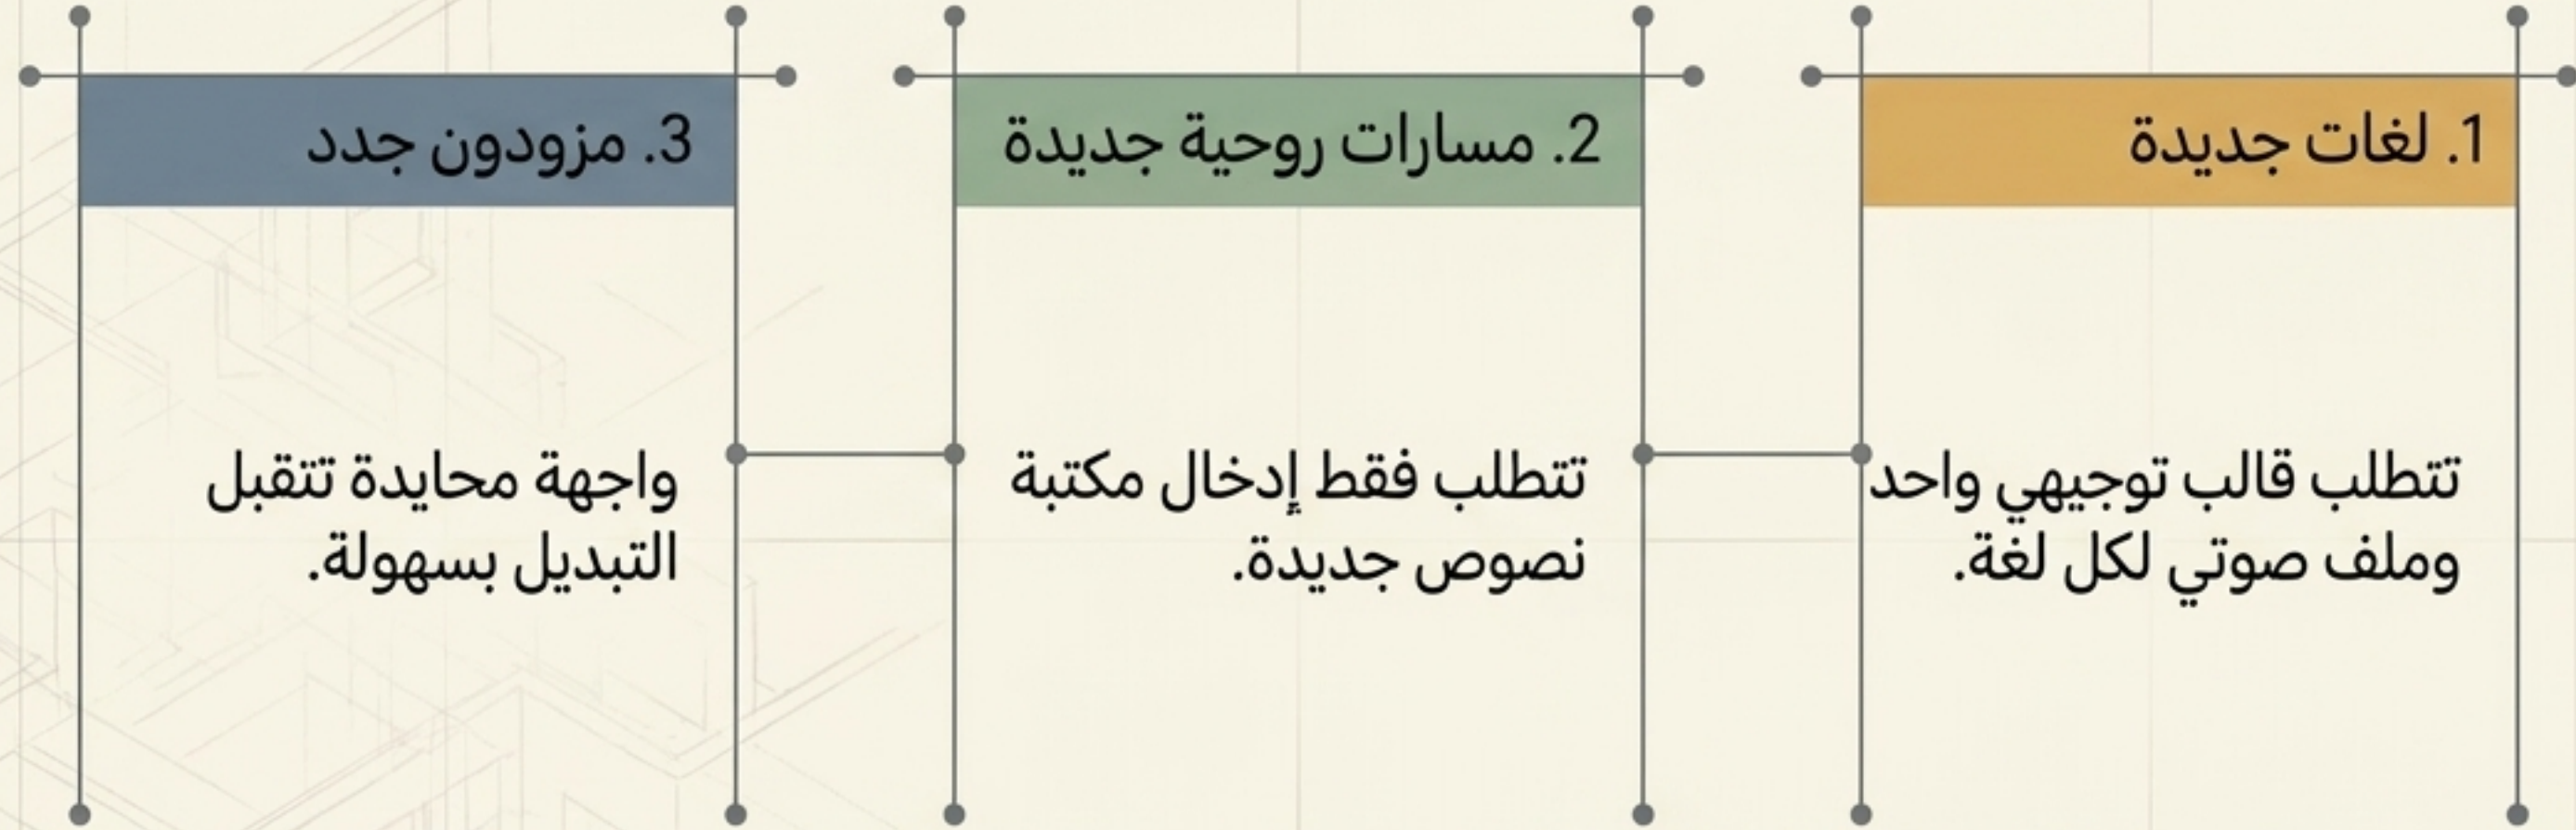 1. لغات جديدة
تتطلب قالب توجيهي واحد
وملف صوتي لكل لغة.
2. مسارات روحية جديدة
تتطلب فقط إدخال مكتبة
نصوص جديدة.
3. مزودون جدد
واجهة محايدة تتقبل
التبديل بسهولة.